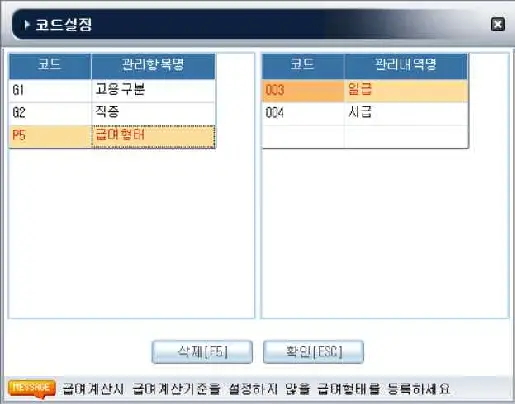 코드설정
코드 관리항목명
G1 고용구분
G2 직종
P5 급여형태
코드 관리내역명
003 일급
004 시급
삭제[F5] 확인[ESC]
MESSAGE 급여계산시 급여계산기준을 설정하지 않을 급여형태를 등록하세요